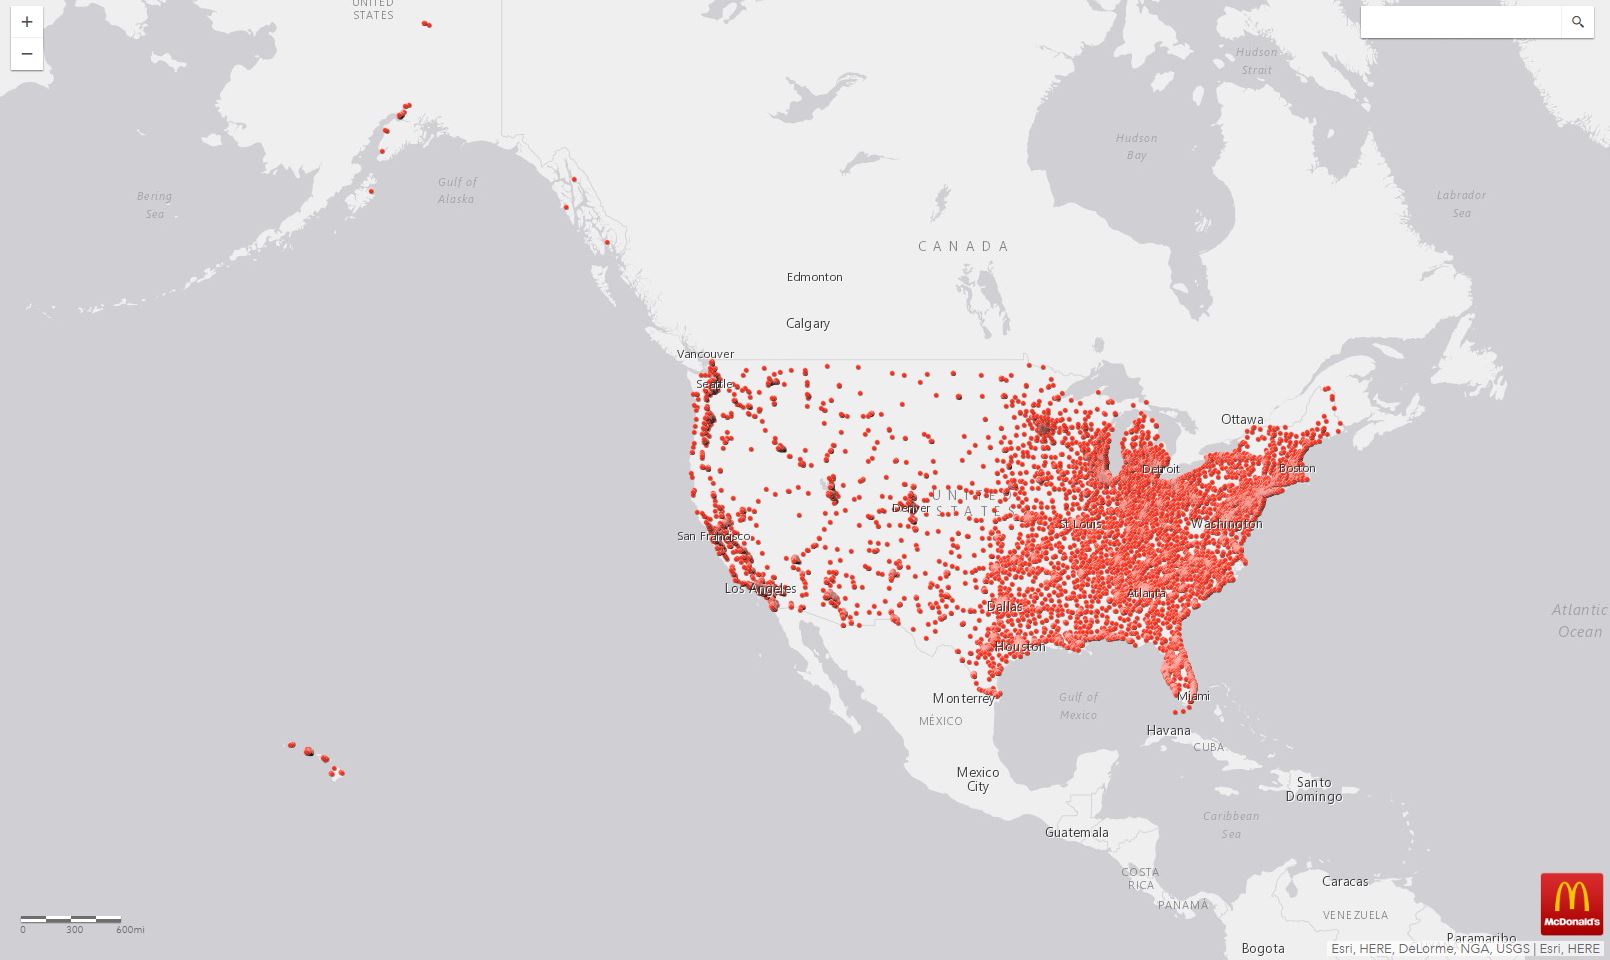 UNITED
STATES
+
−
Hudson
Strait
Hudson
Bay
Bering
Sea
Gulf of
Alaska
Labrador
Sea
CANADA
Edmonton
Calgary
Vancouver
Seattle
Ottawa
Detroit
Boston
UNITED
STATES
Denver
St Louis
Washington
San Francisco
Los Angeles
Atlanta
Dallas
Atlantic
Ocean
Houston
Monterrey
Gulf of
Mexico
Miami
MÉXICO
Havana
CUBA
Mexico
City
Santo
Domingo
Caribbean
Sea
Guatemala
COSTA
RICA
Caracas
PANAMÁ
VENEZUELA
McDonald's
0 300 600mi
Paramaribo
Bogota
Esri, HERE, DeLorme, NGA, USGS | Esri, HERE